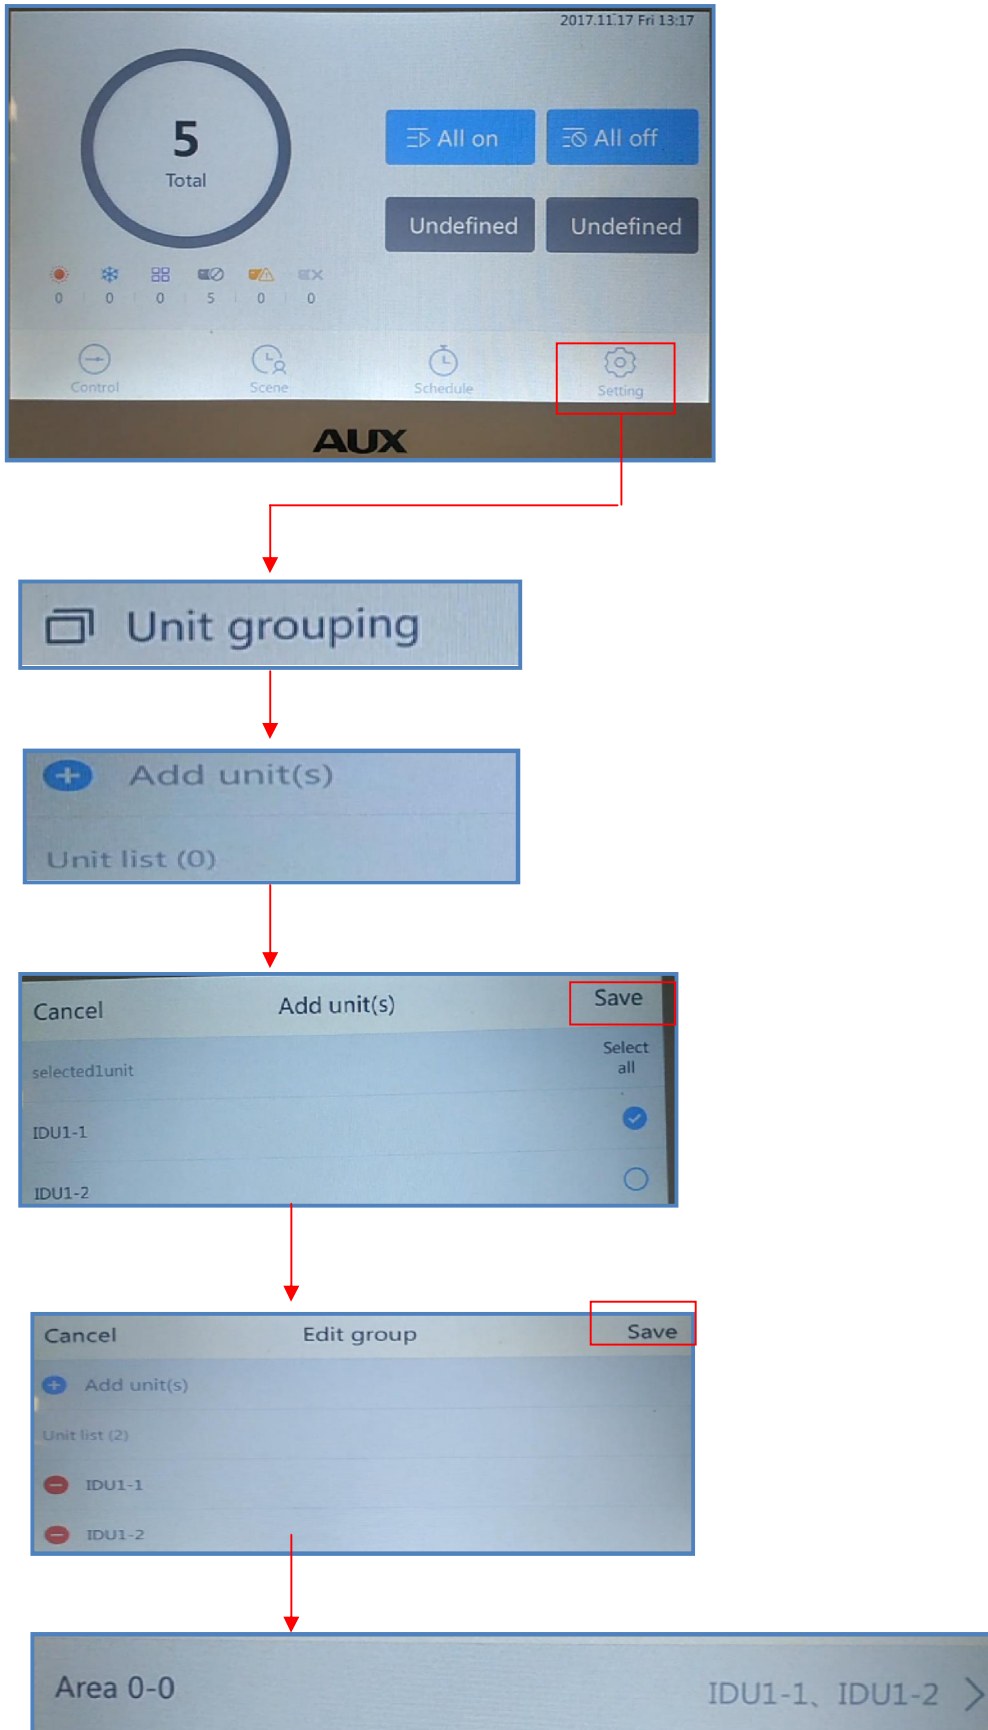 2017.11.17 Fri 13:17
5
Total
All on
All off
Undefined
Undefined
0 0 0 5 0 0
Control
Scene
Schedule
Setting
AUX
Unit grouping
Add unit(s)
Unit list (0)
Cancel
Add unit(s)
Save
selected1unit
Select
all
IDU1-1
IDU1-2
Cancel
Edit group
Save
Add unit(s)
Unit list (2)
IDU1-1
IDU1-2
Area 0-0
IDU1-1、IDU1-2